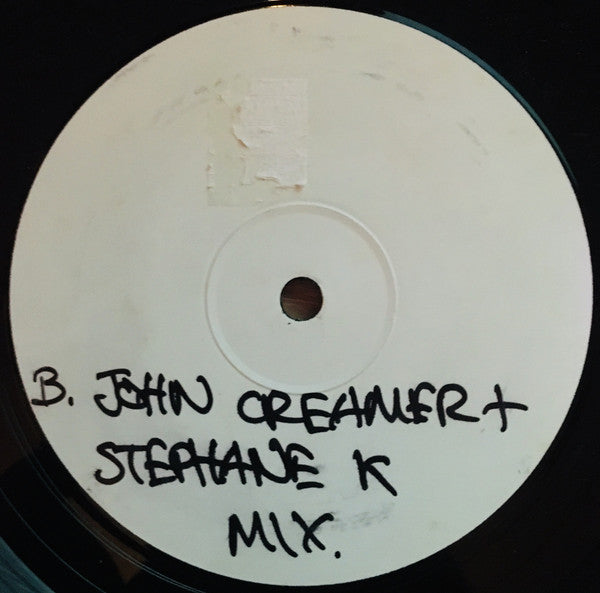 B. JOHN CREAMER +
STEPHANE K
MIX.